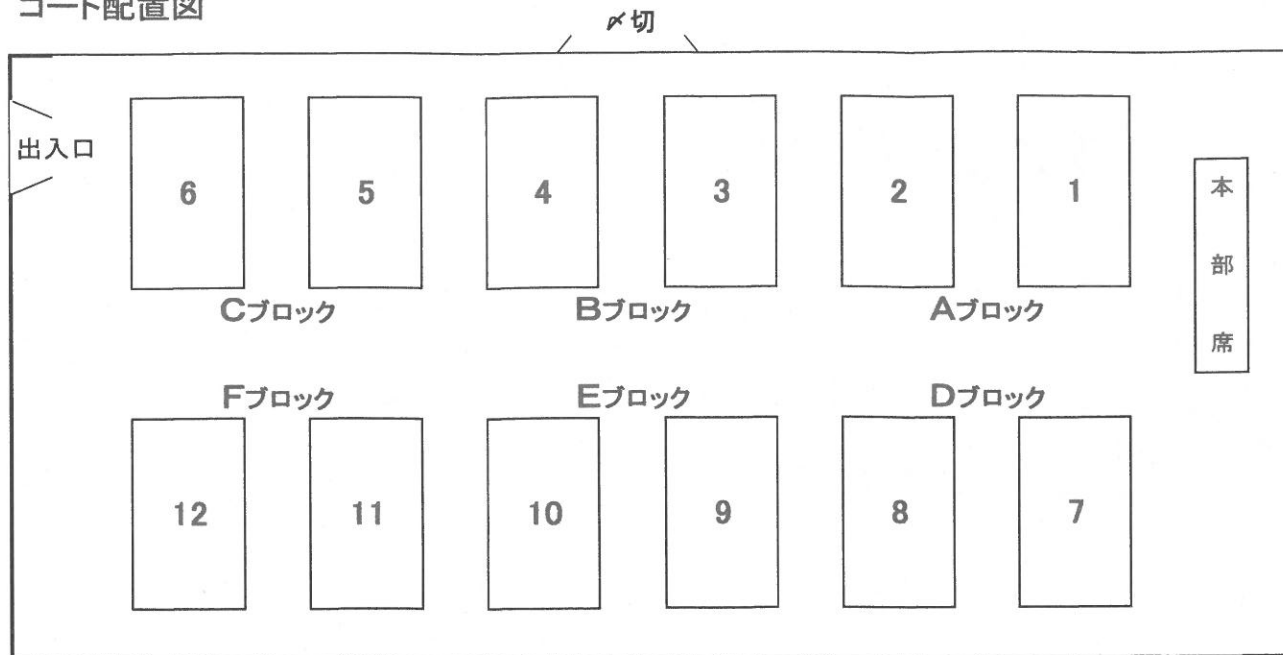 コート配置図
〆切
出入口
6
5
4
3
2
1
本部席
Cブロック
Bブロック
Aブロック
Fブロック
Eブロック
Dブロック
12
11
10
9
8
7